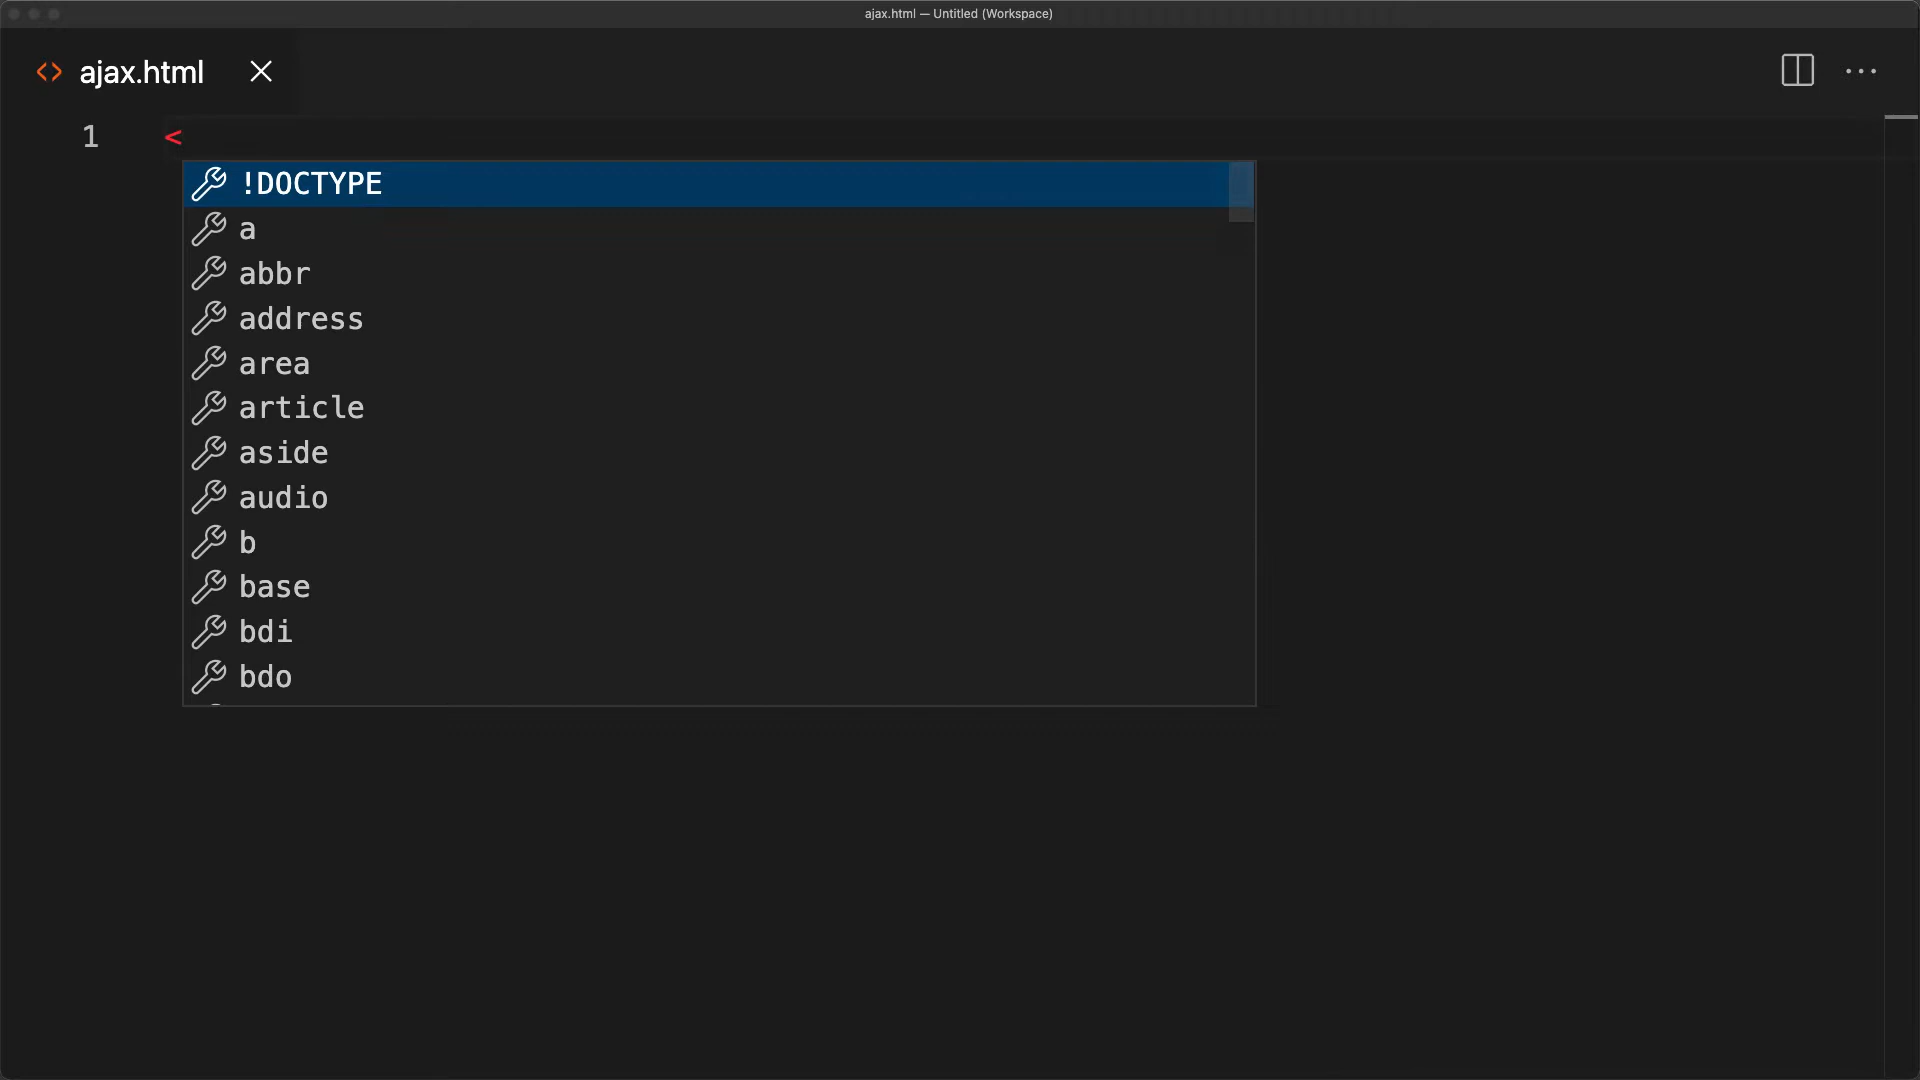 ajax.html — Untitled (Workspace)
ajax.html
1 <
!DOCTYPE
a
abbr
address
area
article
aside
audio
b
base
bdi
bdo